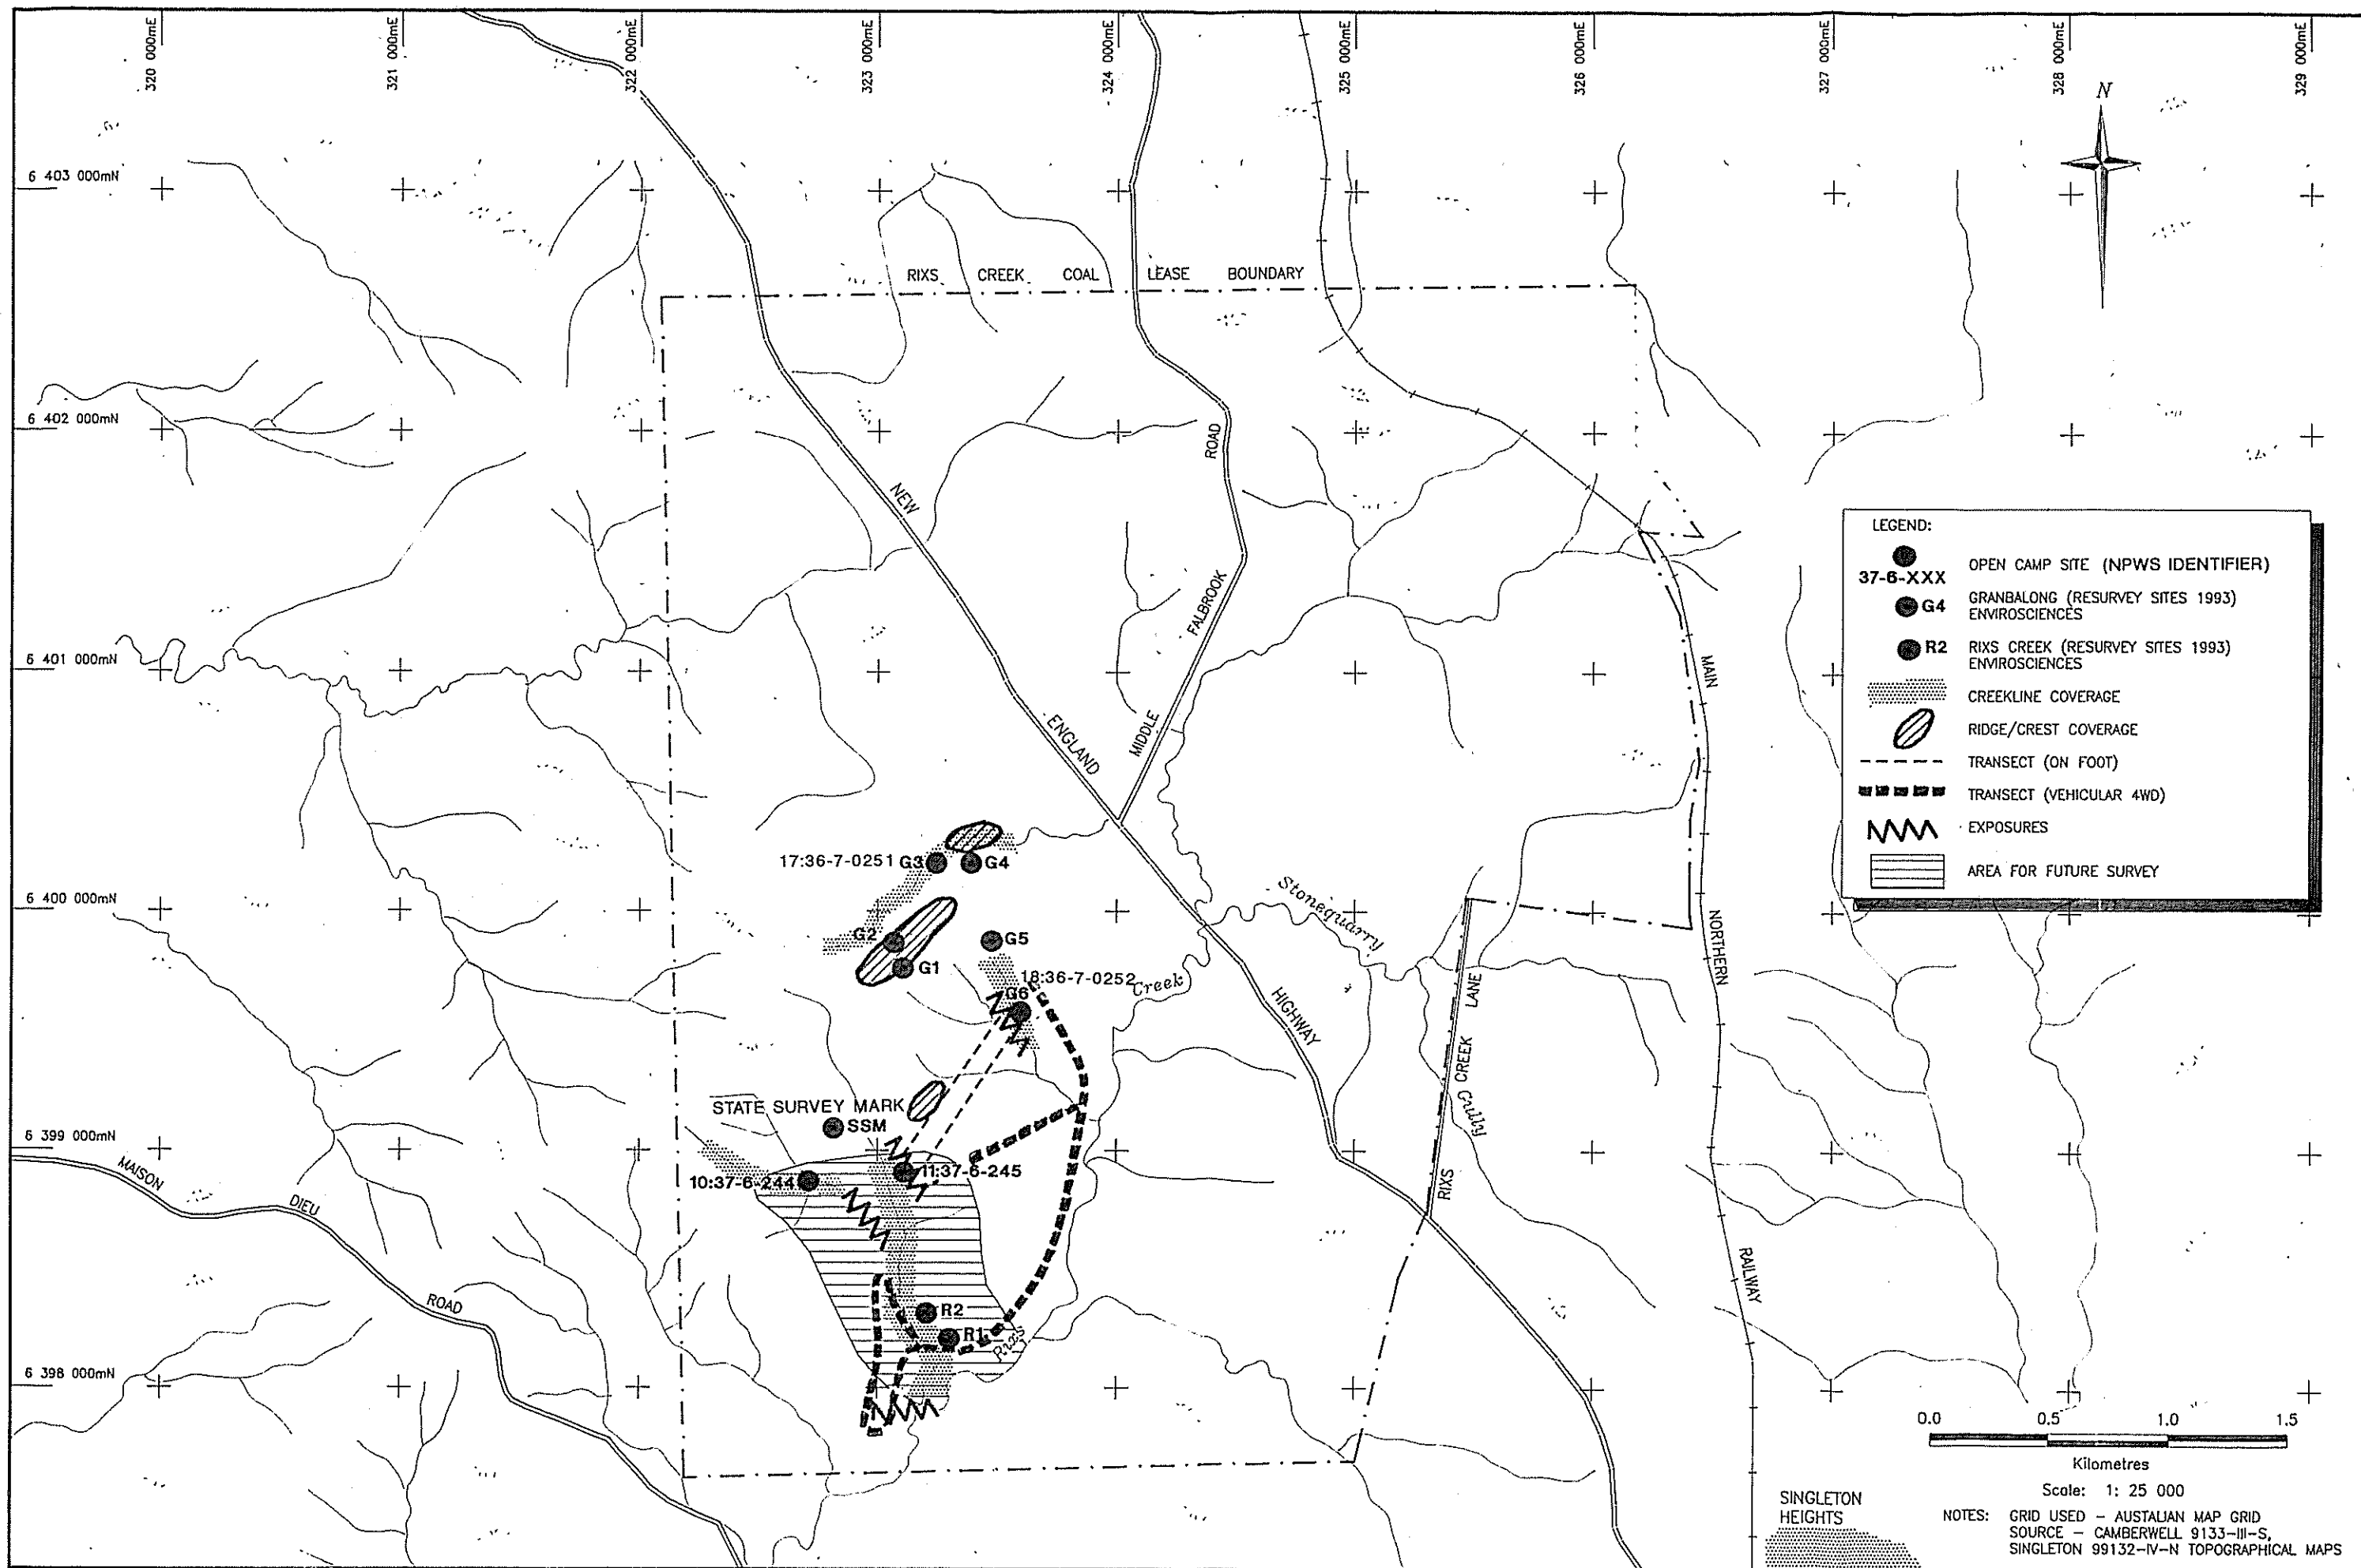 320 000mE
321 000mE
322 000mE
323 000mE
324 000mE
325 000mE
326 000mE
327 000mE
328 000mE
329 000mE
N
6 403 000mN
6 402 000mN
6 401 000mN
6 400 000mN
6 399 000mN
6 398 000mN
RIXS CREEK COAL LEASE BOUNDARY
NEW
ENGLAND
HIGHWAY
MIDDLE
FALBROOK
ROAD
MAIN
NORTHERN
RAILWAY
Stonequarry
Creek
RIXS
CREEK
LANE
Gully
MAISON
DIEU
ROAD
Rixs
17:36-7-0251 G3
G4
G2
G1
G5
18:36-7-0252
G6
STATE SURVEY MARK
SSM
10:37-6-244
11:37-6-245
R2
R1
LEGEND:
37-6-XXX
OPEN CAMP SITE (NPWS IDENTIFIER)
G4
GRANBALONG (RESURVEY SITES 1993)
ENVIROSCIENCES
R2
RIXS CREEK (RESURVEY SITES 1993)
ENVIROSCIENCES
CREEKLINE COVERAGE
RIDGE/CREST COVERAGE
TRANSECT (ON FOOT)
TRANSECT (VEHICULAR 4WD)
EXPOSURES
AREA FOR FUTURE SURVEY
0.0 0.5 1.0 1.5
Kilometres
Scale: 1: 25 000
SINGLETON
HEIGHTS
NOTES: GRID USED - AUSTALIAN MAP GRID
SOURCE - CAMBERWELL 9133-III-S,
SINGLETON 99132-IV-N TOPOGRAPHICAL MAPS